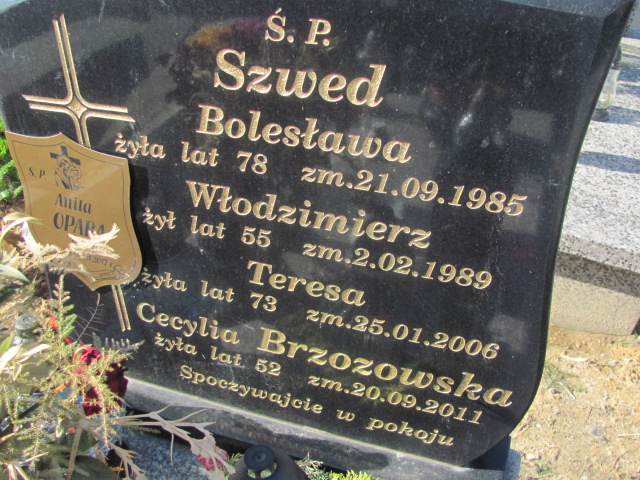 Ś. P.
Szwed
Bolesława
żyła lat 78 zm.21.09.1985
Włodzimierz
żył lat 55 zm.2.02.1989
Teresa
żyła lat 73 zm.25.01.2006
Cecylia Brzozowska
żyła lat 52 zm.20.09.2011
Spoczywajcie w pokoju
Ś. P.
Anita
OPARA